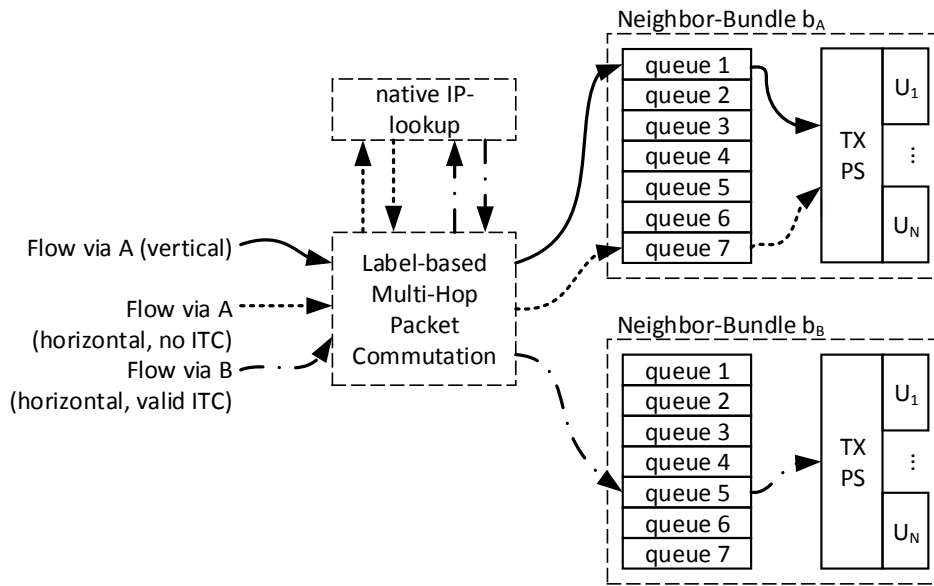 Neighbor-Bundle bA
queue 1
queue 2
queue 3
queue 4
queue 5
queue 6
queue 7
TX
PS
U1
⋮
UN
native IP-
lookup
Flow via A (vertical)
Flow via A
(horizontal, no ITC)
Flow via B
(horizontal, valid ITC)
Label-based
Multi-Hop
Packet
Commutation
Neighbor-Bundle bB
queue 1
queue 2
queue 3
queue 4
queue 5
queue 6
queue 7
TX
PS
U1
⋮
UN